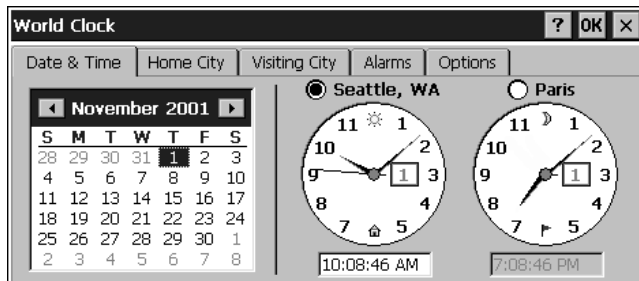 World Clock ? OK ×
Date & Time Home City Visiting City Alarms Options
Seattle, WA Paris
November 2001
S M T W T F S
28 29 30 31 1 2 3
4 5 6 7 8 9 10
11 12 13 14 15 16 17
18 19 20 21 22 23 24
25 26 27 28 29 30 1
2 3 4 5 6 7 8
11 1
10 2
9 1 3
8 4
7 5
10:08:46 AM
11 1
10 2
9 1 3
8 4
7 5
7:08:46 PM